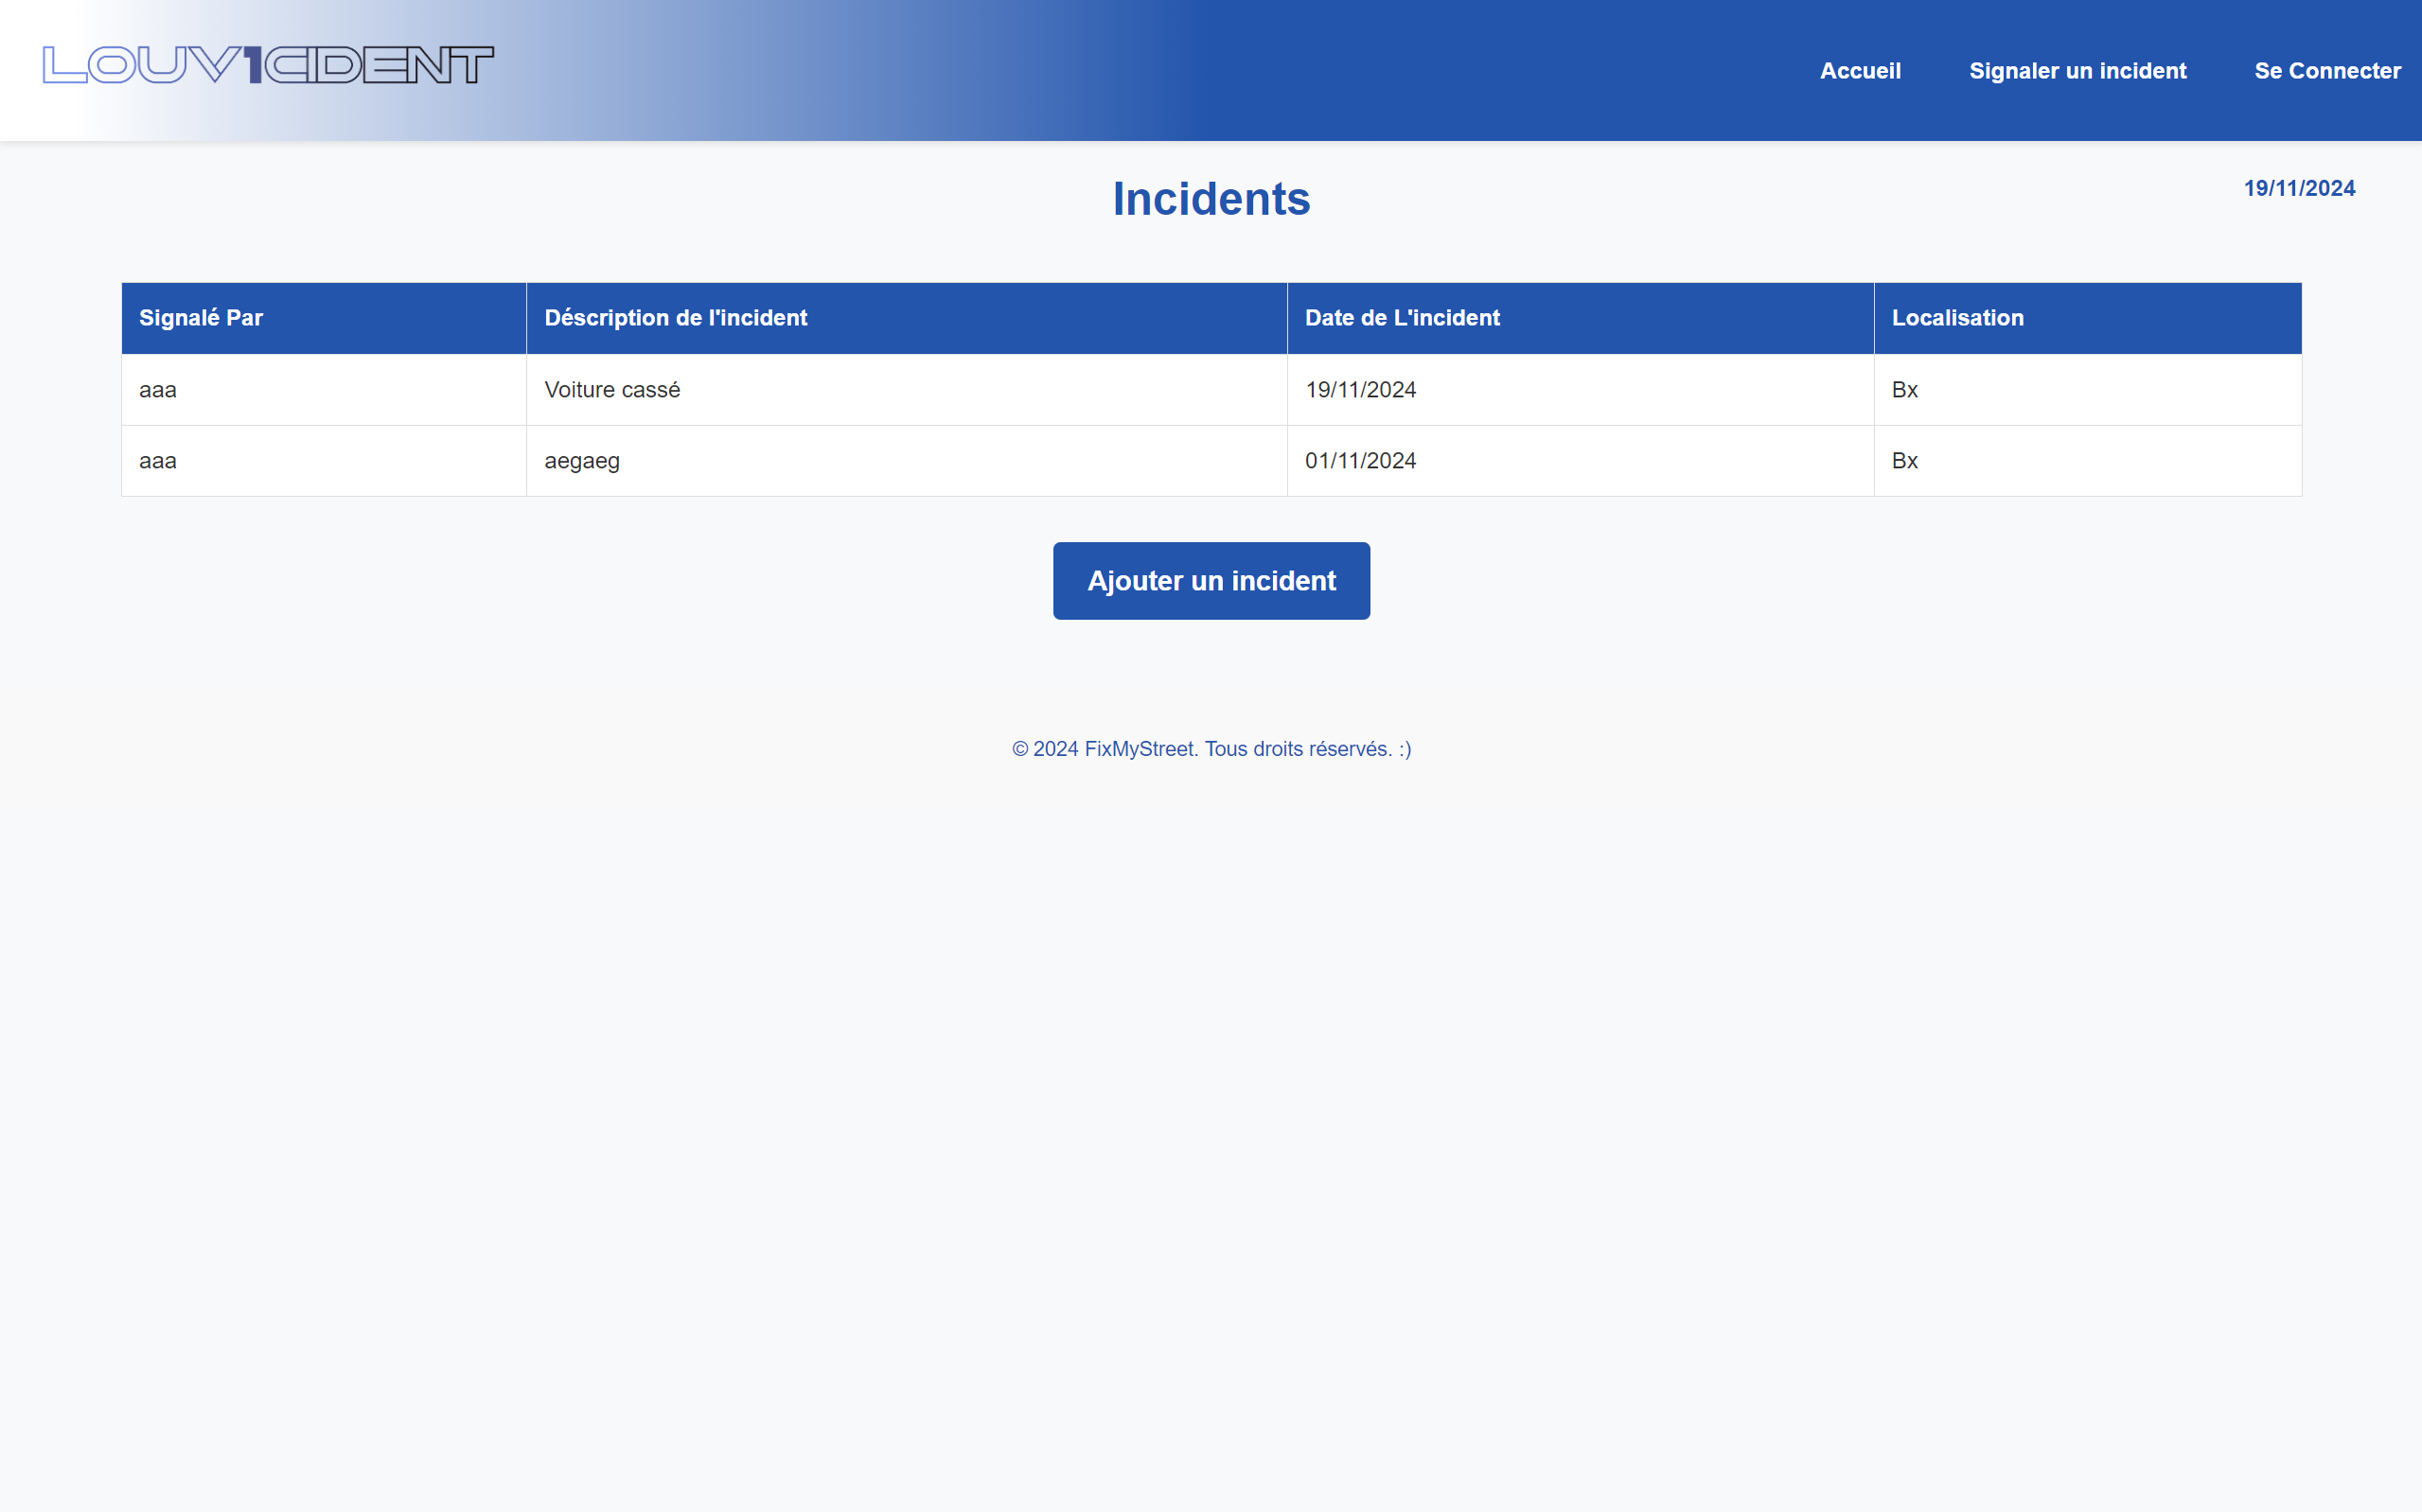 LOUV1CIDENT
Accueil Signaler un incident Se Connecter
Incidents
19/11/2024
Signalé Par Déscription de l'incident Date de L'incident Localisation
aaa Voiture cassé 19/11/2024 Bx
aaa aegaeg 01/11/2024 Bx
Ajouter un incident
© 2024 FixMyStreet. Tous droits réservés. :)